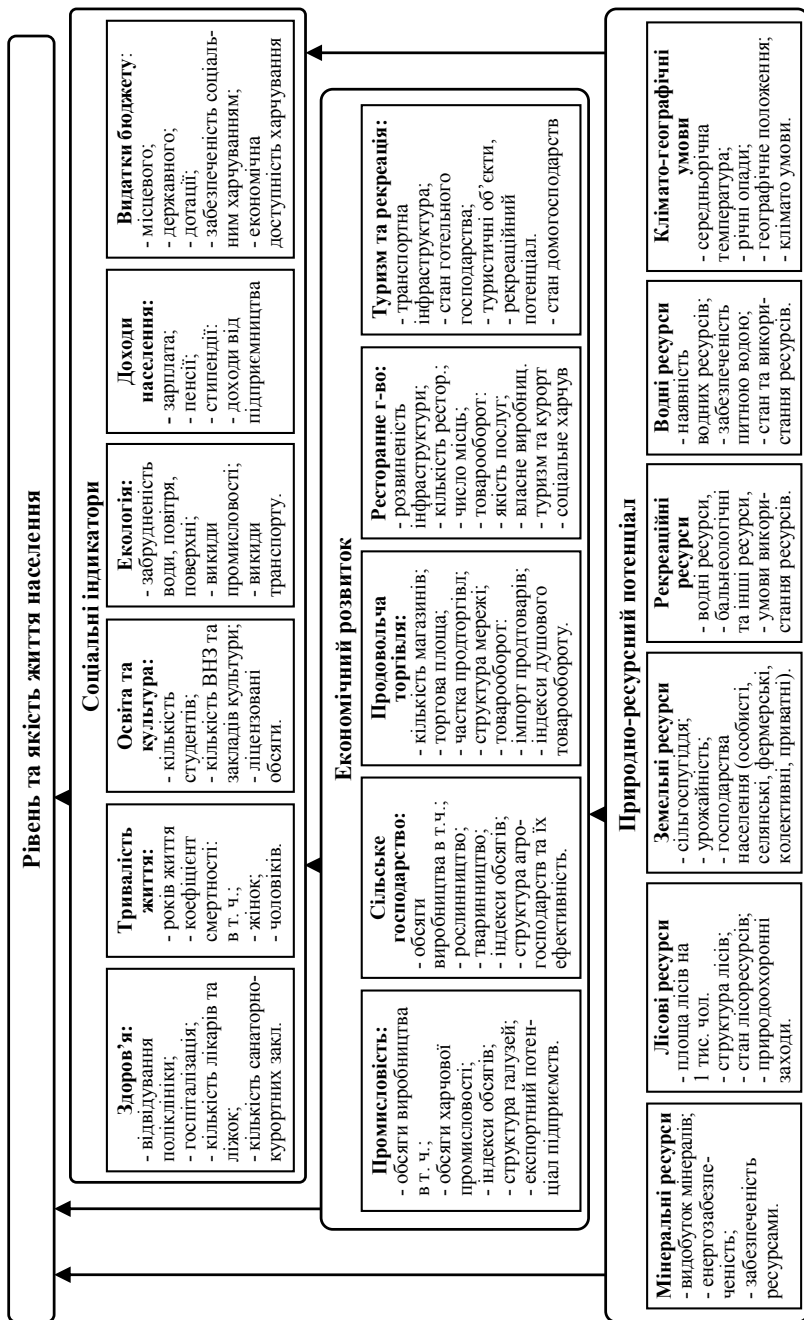 Рівень та якість життя населення
Соціальні індикатори
Здоров’я:
- відвідування
поліклініки;
- госпіталізація;
- кількість лікарів та
ліжок;
- кількість санаторно-
курортних закл.
Тривалість
життя:
- років життя
- коефіцієнт
смертності:
в т. ч.;
- жінок;
- чоловіків.
Освіта та
культура:
- кількість
студентів;
- кількість ВНЗ та
закладів культури;
- ліцензовані
обсяги.
Екологія:
- забрудненість
води, повітря,
поверхні;
- викиди
промисловості;
- викиди
транспорту.
Доходи
населення:
- зарплата;
- пенсії;
- стипендії:
- доходи від
підприємництва
Видатки бюджету:
- місцевого;
- державного;
- дотації;
- забезпеченість соціаль-
ним харчуванням;
- економічна
доступність харчування
Економічний розвиток
Промисловість:
- обсяги виробництва
в т. ч.;
- обсяги харчової
промисловості;
- індекси обсягів;
- структура галузей;
- експортний потен-
ціал підприємств.
Сільське
господарство:
- обсяги
виробництва в т.ч.;
- рослинництво;
- тваринництво;
- індекси обсягів;
- структура агро-
господарств та їх
ефективність.
Продовольча
торгівля:
- кількість магазинів;
- торгова площа;
- частка продторгівл;
- структура мережі;
- товарооборот:
- імпорт продтоварів;
- індекси душового
товарообороту.
Ресторанне г-во:
- розвиненість
інфраструктури;
- кількість рестор.;
- число місць;
- товарооборот:
- якість послуг;
- власне виробниц.
- туризм та курорт
- соціальне харчув
Туризм та рекреація:
- транспортна
інфраструктура;
- стан готельного
господарства;
- туристичні об’єкти,
- рекреаційний
потенціал.
- стан домогосподарств
Природно-ресурсний потенціал
Мінеральні ресурси
- видобуток мінералів;
- енергозабезпе-
ченість;
- забезпеченість
ресурсами.
Лісові ресурси
- площа лісів на
1 тис. чол.
- структура лісів;
- стан лісоресурсів;
- природоохоронні
заходи.
Земельні ресурси
- сільгоспугіддя;
- урожайність;
- господарства
населення (особисті,
селянські, фермерські,
колективні, приватні).
Рекреаційні
ресурси
- водні ресурси,
- бальнеологічні
та інші ресурси,
- умови викори-
стання ресурсів.
Водні ресурси
- наявність
водних ресурсів;
- забезпеченість
питною водою;
- стан та викори-
стання ресурсів.
Клімато-географічні
умови
- середньорічна
температура;
- річні опади;
- географічне положення;
- клімато умови.